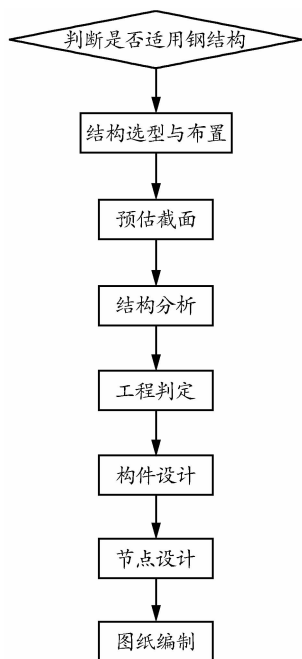 判断是否适用钢结构
结构选型与布置
预估截面
结构分析
工程判定
构件设计
节点设计
图纸编制